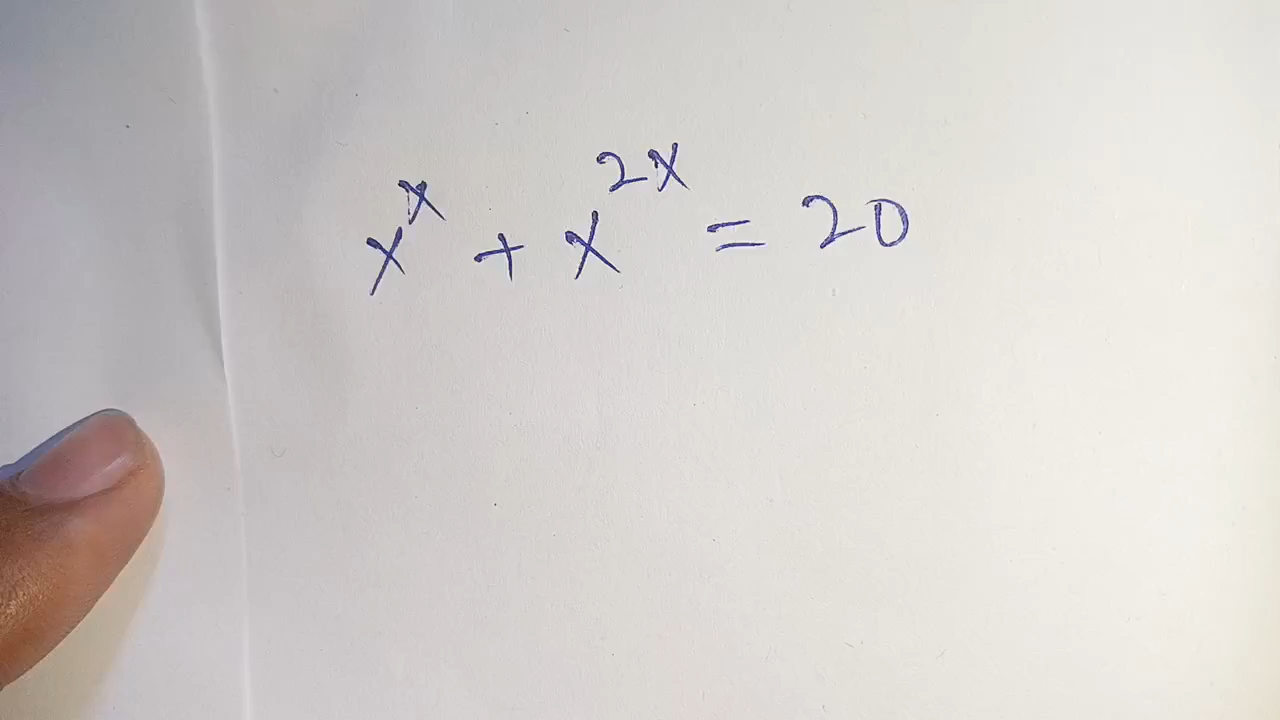 x^x + x^{2x} = 20